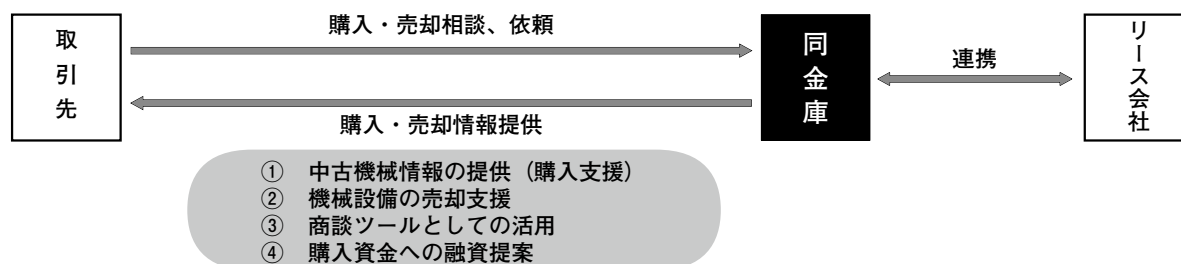 取引先
購入・売却相談、依頼
購入・売却情報提供
同金庫
連携
リース会社
① 中古機械情報の提供（購入支援）
② 機械設備の売却支援
③ 商談ツールとしての活用
④ 購入資金への融資提案